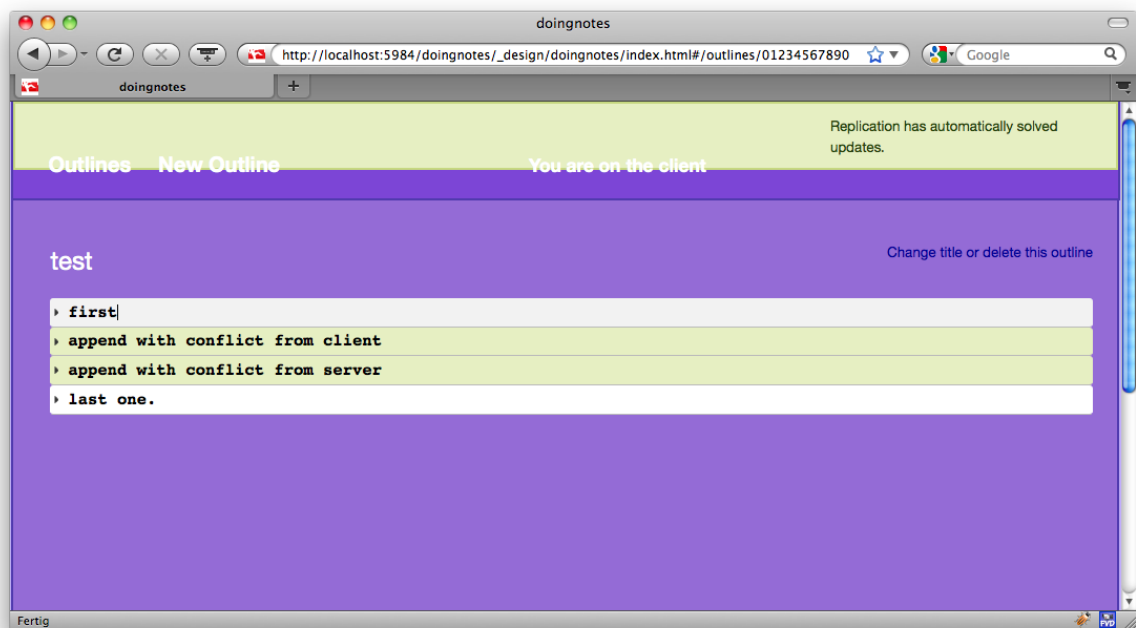 doingnotes
http://localhost:5984/doingnotes/_design/doingnotes/index.html#/outlines/01234567890
Google
doingnotes
Replication has automatically solved
updates.
Outlines New Outline You are on the client
test
Change title or delete this outline
first
append with conflict from client
append with conflict from server
last one.
Fertig
FVD